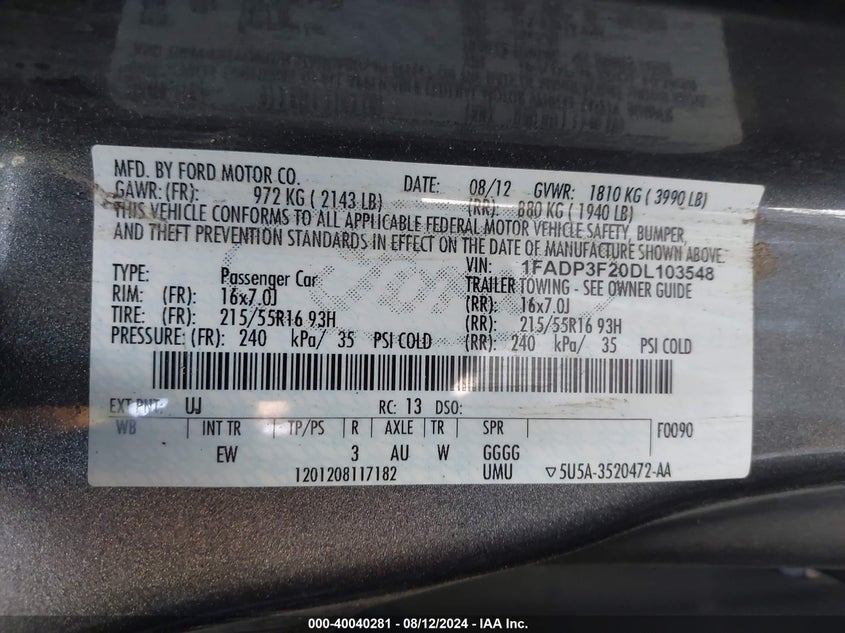 MFD. BY FORD MOTOR CO. DATE: 08/12 GVWR: 1810 KG ( 3990 LB)
GAWR: (FR): 972 KG ( 2143 LB) (RR): 880 KG ( 1940 LB)
THIS VEHICLE CONFORMS TO ALL APPLICABLE FEDERAL MOTOR VEHICLE SAFETY, BUMPER,
AND THEFT PREVENTION STANDARDS IN EFFECT ON THE DATE OF MANUFACTURE SHOWN ABOVE.
VIN: 1FADP3F20DL103548
TYPE: Passenger Car TRAILER TOWING - SEE OWNER GUIDE
RIM: (FR): 16x7.0J (RR): 16x7.0J
TIRE: (FR): 215/55R16 93H (RR): 215/55R16 93H
PRESSURE: (FR): 240 kPa/ 35 PSI COLD (RR): 240 kPa/ 35 PSI COLD
EXT PNT: UJ RC: 13 DSO:
WB INT TR TP/PS R AXLE TR SPR F0090
EW 3 AU W GGGG
1201208117182 UMU ▽5U5A-3520472-AA
000-40040281 - 08/12/2024 - IAA Inc.